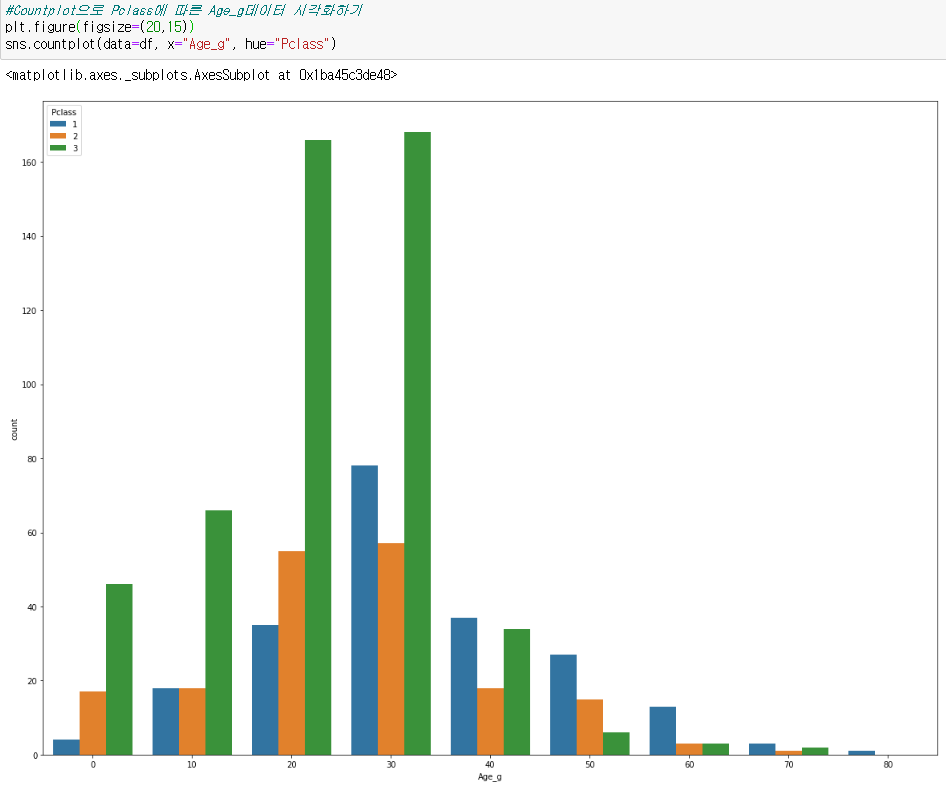 #Countplot으로 Pclass에 따른 Age_g데이터 시각화하기
plt.figure(figsize=(20,15))
sns.countplot(data=df, x="Age_g", hue="Pclass")
<matplotlib.axes._subplots.AxesSubplot at 0x1ba45c3de48>
Pclass
1
2
3
160
140
120
100
80
60
40
20
0
count
0 10 20 30 40 50 60 70 80
Age_g